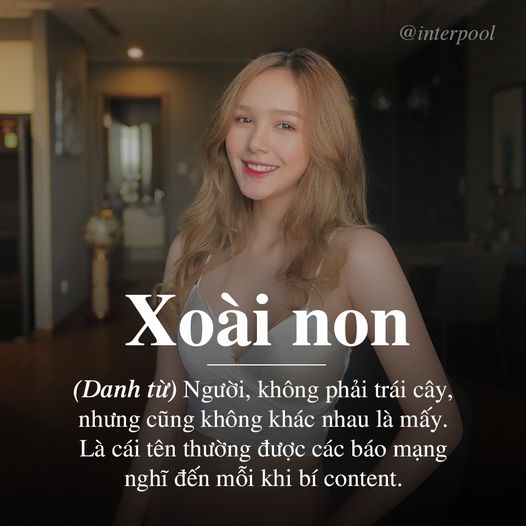 @interpool
Xoài non
(Danh từ) Người, không phải trái cây,
nhưng cũng không khác nhau là mấy.
Là cái tên thường được các báo mạng
nghĩ đến mỗi khi bí content.